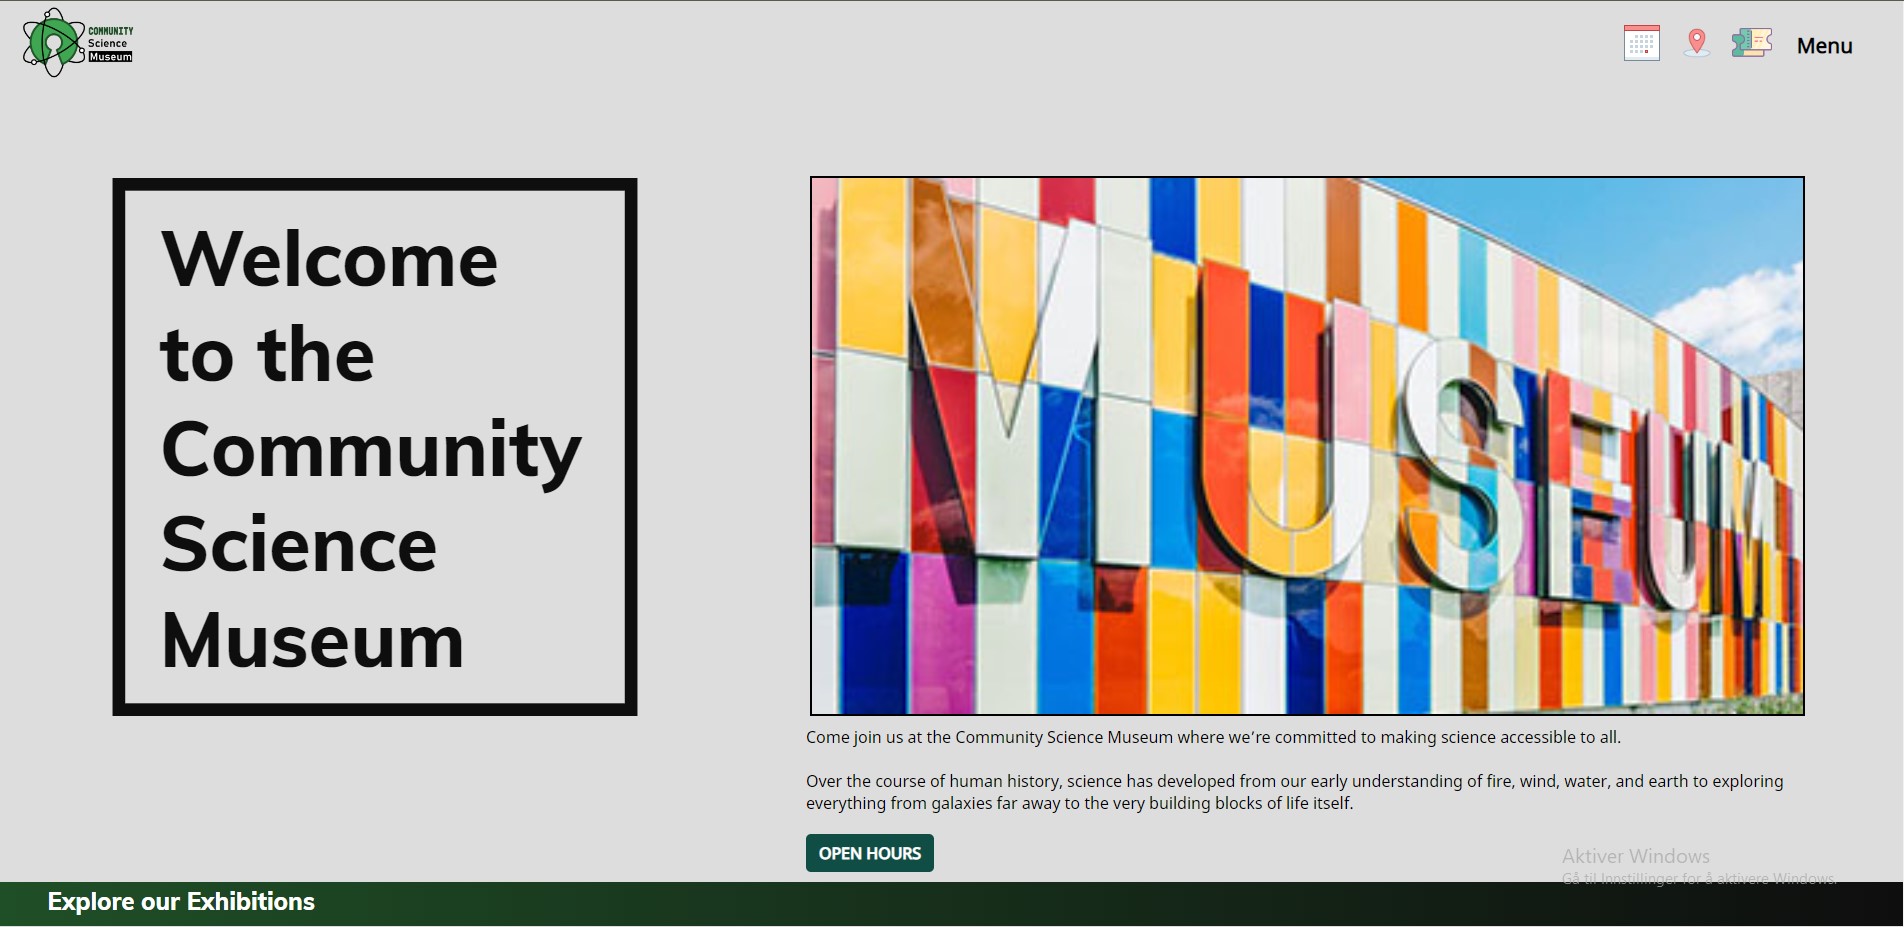 COMMUNITY
Science
Museum
Menu
Welcome
to the
Community
Science
Museum
MUSEUM
Come join us at the Community Science Museum where we're committed to making science accessible to all.
Over the course of human history, science has developed from our early understanding of fire, wind, water, and earth to exploring
everything from galaxies far away to the very building blocks of life itself.
OPEN HOURS
Aktiver Windows
Gå til Innstillinger for å aktivere Windows.
Explore our Exhibitions